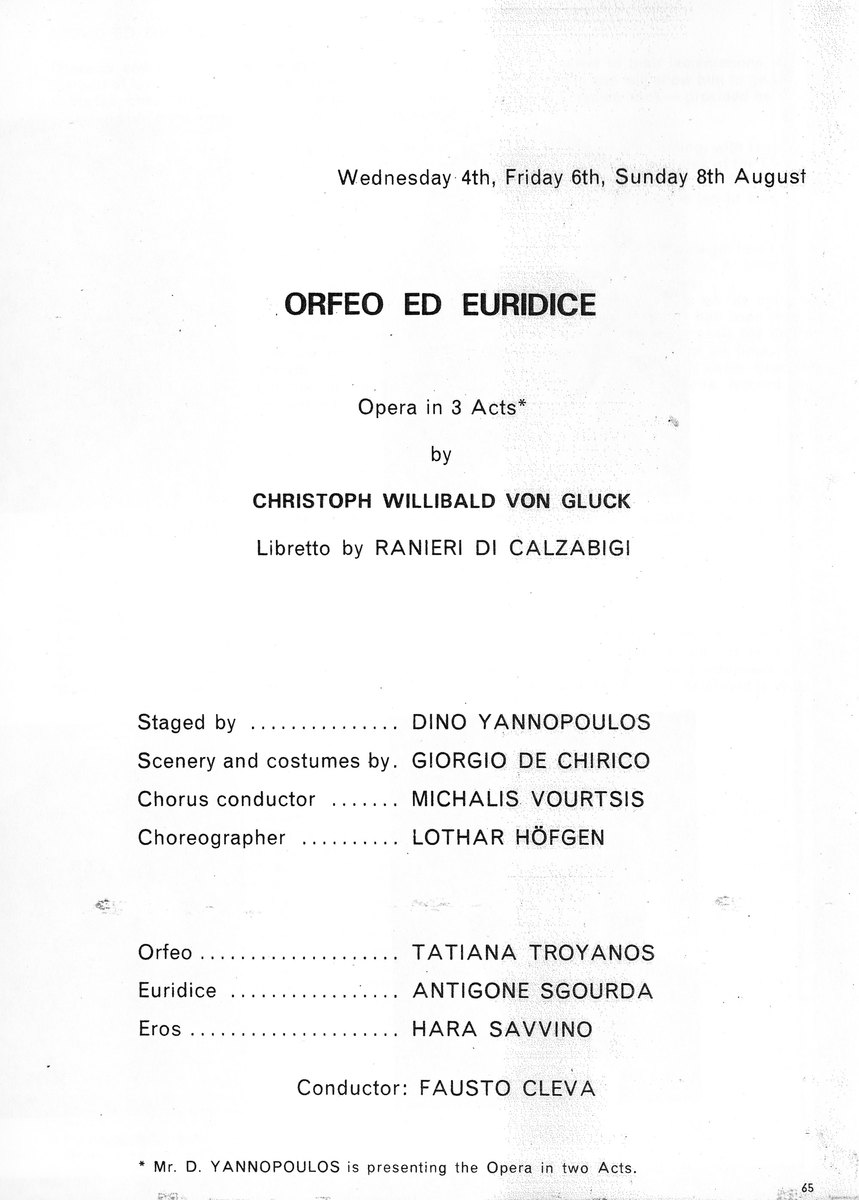 Wednesday 4th, Friday 6th, Sunday 8th August
ORFEO ED EURIDICE
Opera in 3 Acts*
by
CHRISTOPH WILLIBALD VON GLUCK
Libretto by RANIERI DI CALZABIGI
Staged by ............... DINO YANNOPOULOS
Scenery and costumes by. GIORGIO DE CHIRICO
Chorus conductor ....... MICHALIS VOURTSIS
Choreographer .......... LOTHAR HÖFGEN
Orfeo .................... TATIANA TROYANOS
Euridice ................. ANTIGONE SGOURDA
Eros ..................... HARA SAVVINO
Conductor: FAUSTO CLEVA
* Mr. D. YANNOPOULOS is presenting the Opera in two Acts.
65